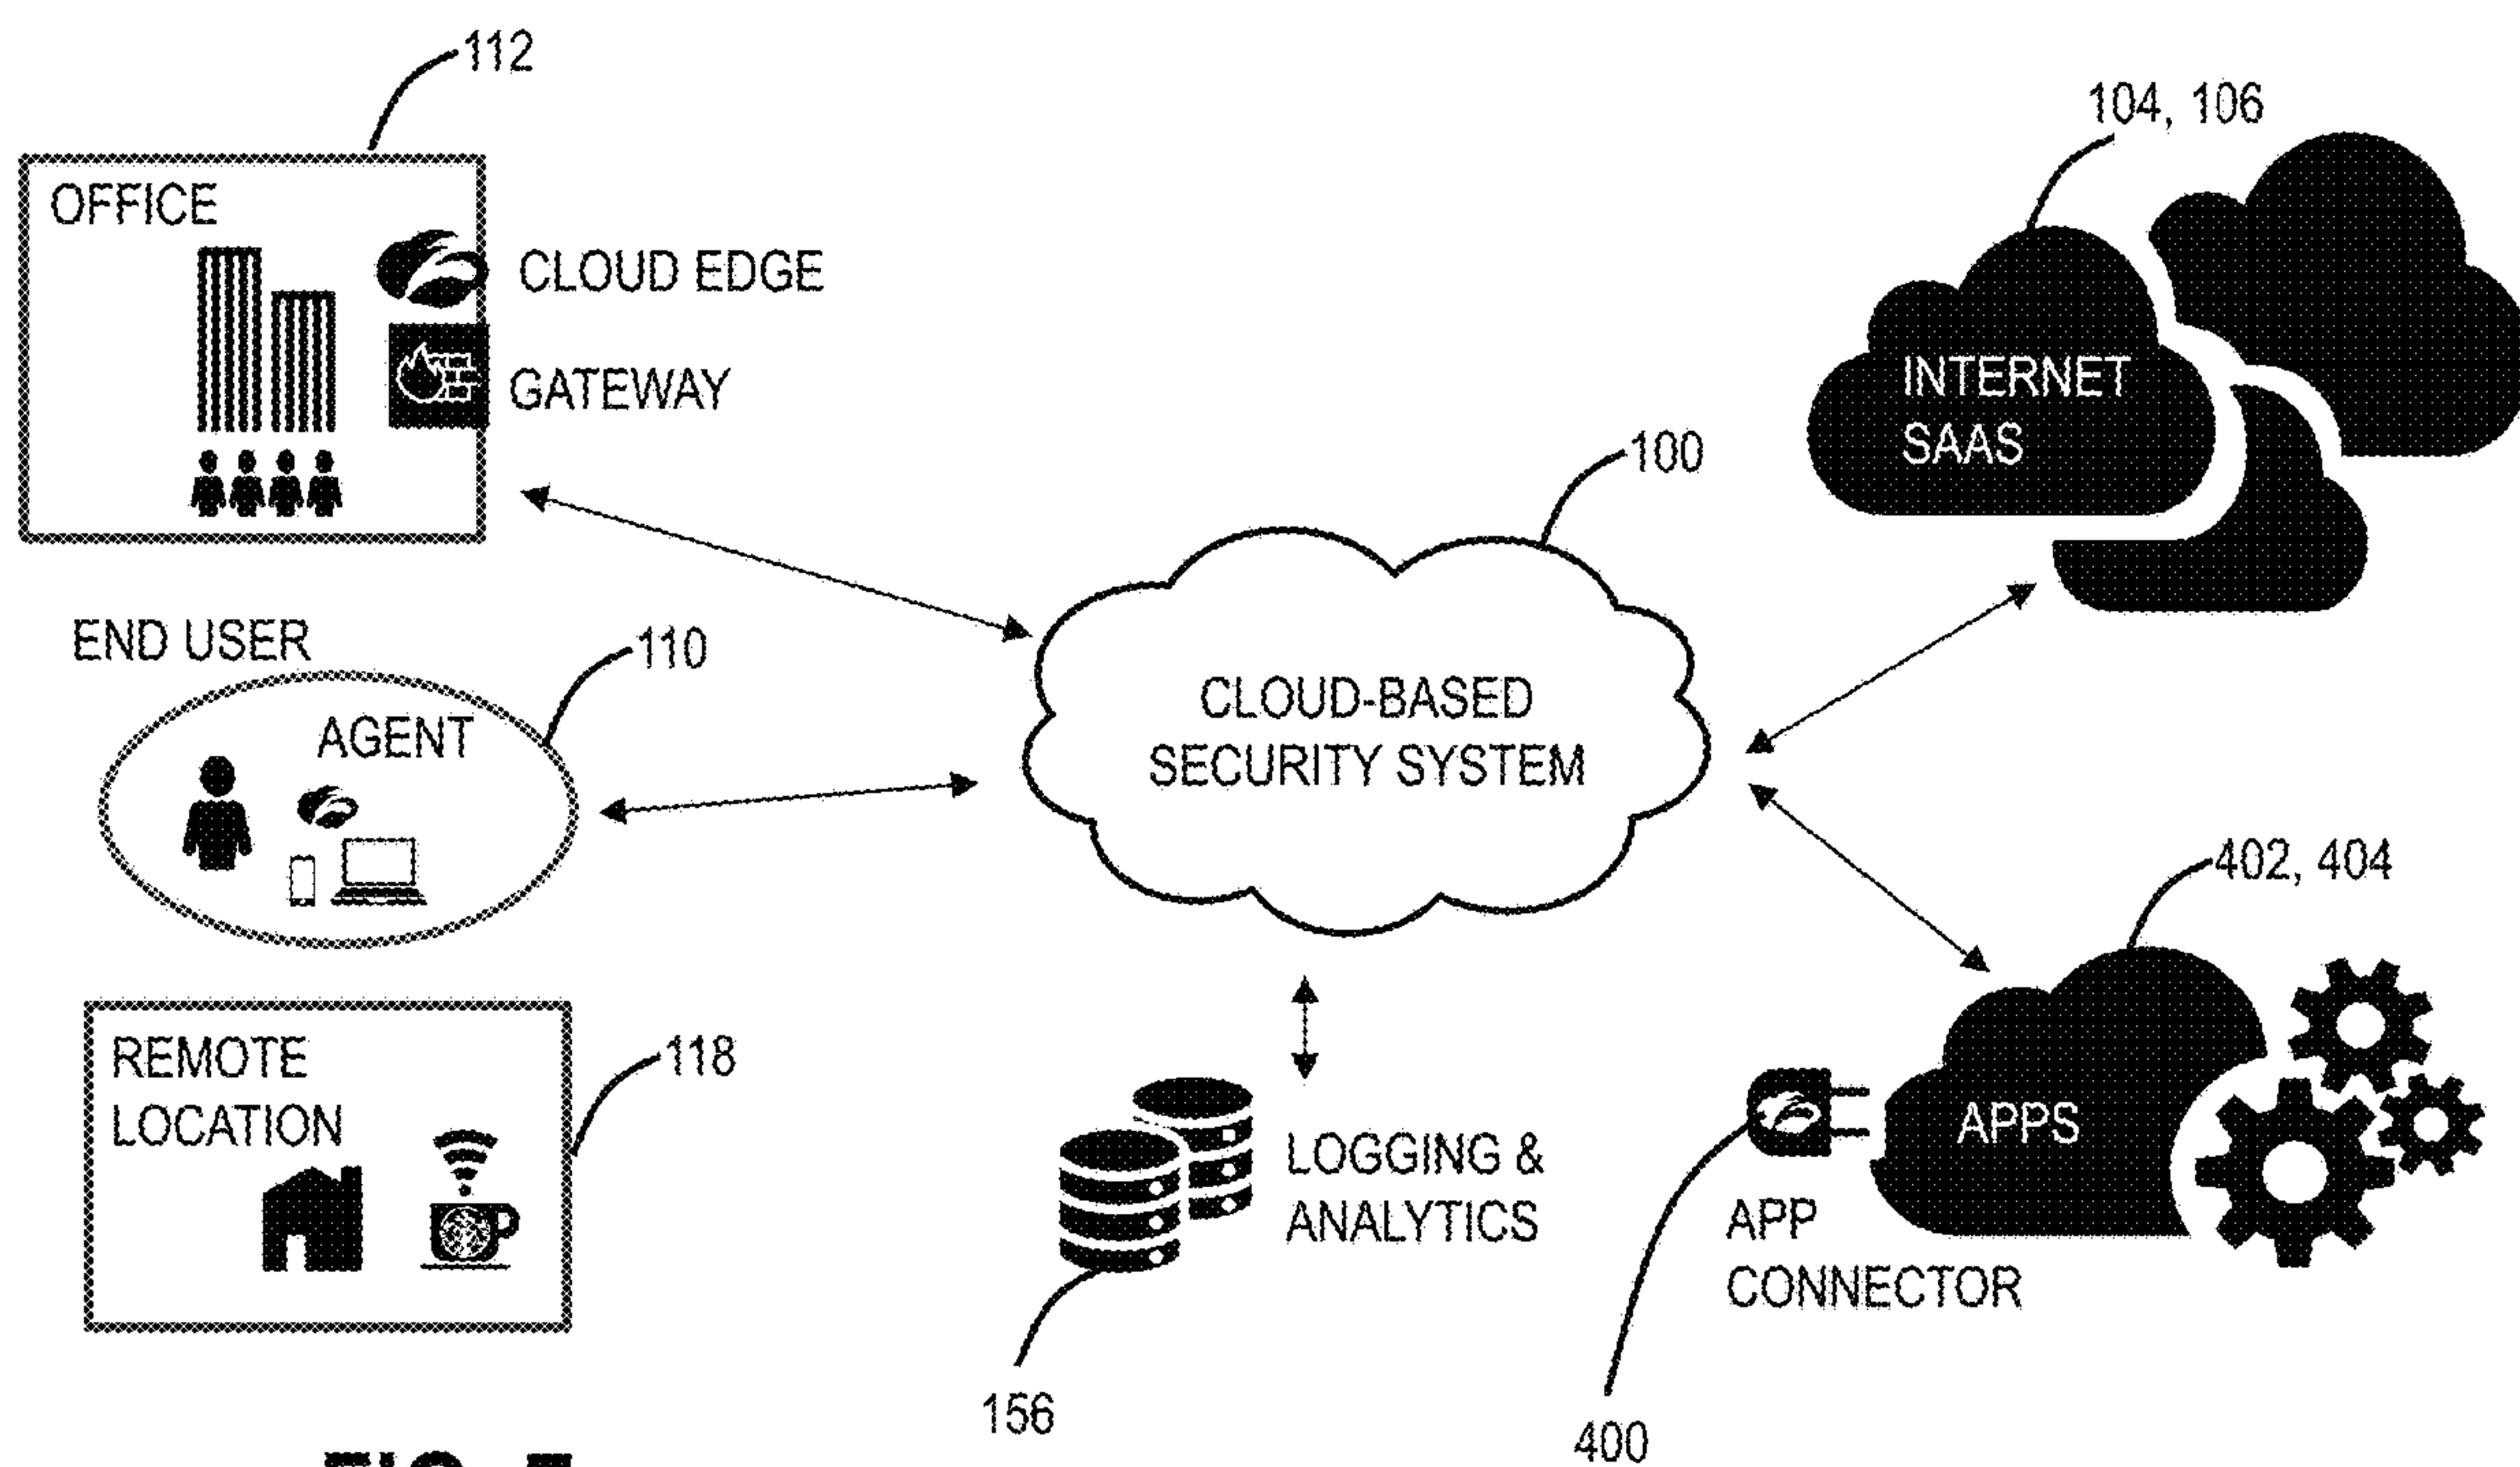 112
104, 106
OFFICE
CLOUD EDGE
GATEWAY
INTERNET
SAAS
100
END USER
110
AGENT
CLOUD-BASED
SECURITY SYSTEM
402, 404
REMOTE
LOCATION
118
LOGGING &
ANALYTICS
APPS
APP
CONNECTOR
156
400